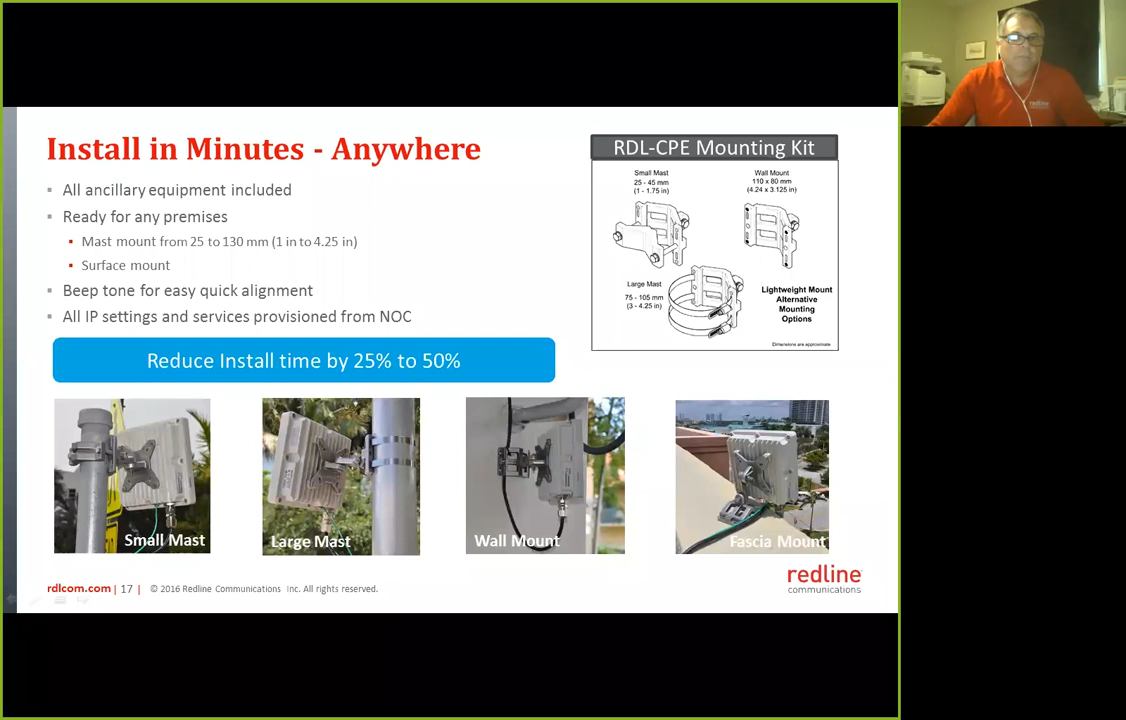 Install in Minutes - Anywhere
All ancillary equipment included
Ready for any premises
Mast mount from 25 to 130 mm (1 in to 4.25 in)
Surface mount
Beep tone for easy quick alignment
All IP settings and services provisioned from NOC
Reduce Install time by 25% to 50%
RDL-CPE Mounting Kit
Small Mast
25 - 45 mm
(1 - 1.75 in)
Wall Mount
110 x 80 mm
(4.24 x 3.125 in)
Large Mast
75 - 105 mm
(3 - 4.25 in)
Lightweight Mount
Alternative
Mounting
Options
Dimensions are approximate
Small Mast
Large Mast
Wall Mount
Fascia Mount
rdlcom.com | 17 | © 2016 Redline Communications Inc. All rights reserved.
redline
communications
redline